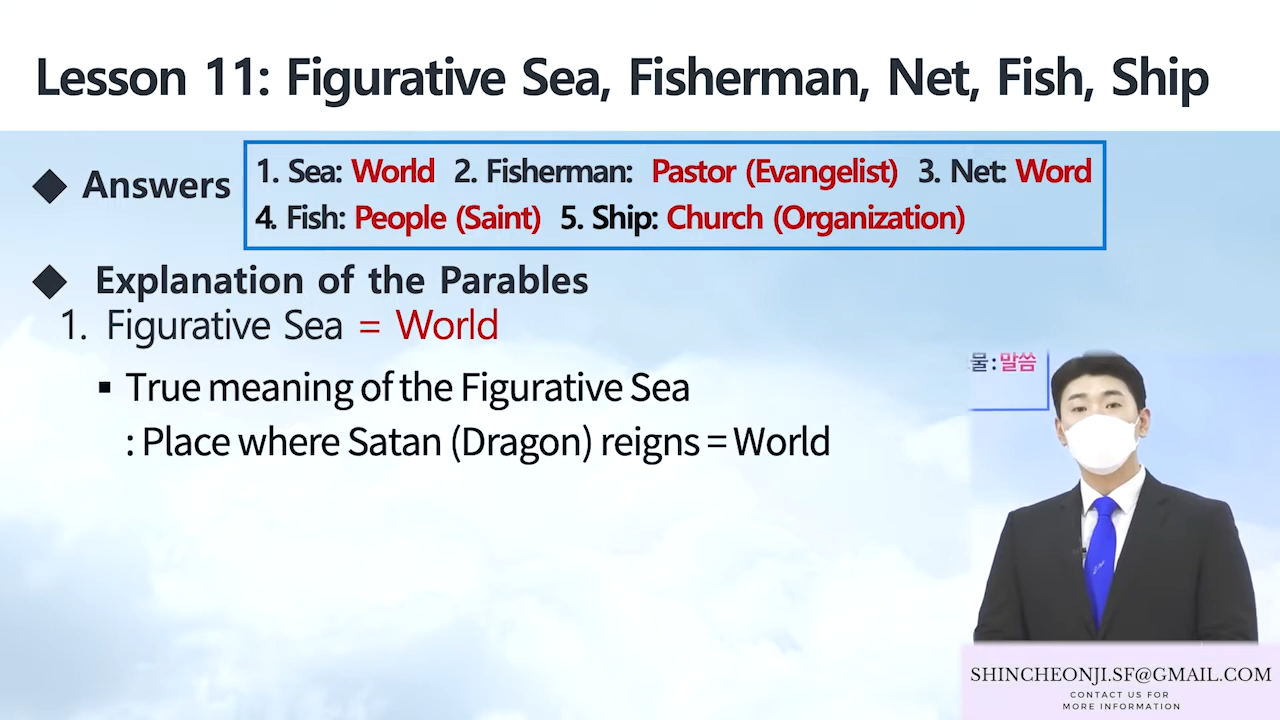 Lesson 11: Figurative Sea, Fisherman, Net, Fish, Ship
◆ Answers
1. Sea: World 2. Fisherman: Pastor (Evangelist) 3. Net: Word
4. Fish: People (Saint) 5. Ship: Church (Organization)
◆ Explanation of the Parables
1. Figurative Sea = World
▪ True meaning of the Figurative Sea
: Place where Satan (Dragon) reigns = World
물: 말씀
SHINCHEONJI.SF@GMAIL.COM
CONTACT US FOR
MORE INFORMATION